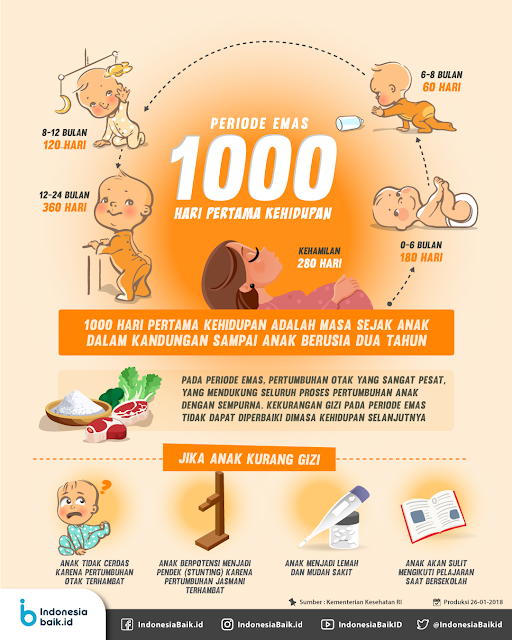 PERIODE EMAS
1000
HARI PERTAMA KEHIDUPAN
KEHAMILAN
280 HARI
0-6 BULAN
180 HARI
6-8 BULAN
60 HARI
8-12 BULAN
120 HARI
12-24 BULAN
360 HARI
1000 HARI PERTAMA KEHIDUPAN ADALAH MASA SEJAK ANAK
DALAM KANDUNGAN SAMPAI ANAK BERUSIA DUA TAHUN
PADA PERIODE EMAS, PERTUMBUHAN OTAK YANG SANGAT PESAT,
YANG MENDUKUNG SELURUH PROSES PERTUMBUHAN ANAK
DENGAN SEMPURNA. KEKURANGAN GIZI PADA PERIODE EMAS
TIDAK DAPAT DIPERBAIKI DIMASA KEHIDUPAN SELANJUTNYA
JIKA ANAK KURANG GIZI
?
ANAK TIDAK CERDAS
KARENA PERTUMBUHAN
OTAK TERHAMBAT
ANAK BERPOTENSI MENJADI
PENDEK (STUNTING) KARENA
PERTUMBUHAN JASMANI
TERHAMBAT
ANAK MENJADI LEMAH
DAN MUDAH SAKIT
ANAK AKAN SULIT
MENGIKUTI PELAJARAN
SAAT BERSEKOLAH
Sumber : Kementerian Kesehatan RI
Produksi 26-01-2018
Indonesia
baik.id
IndonesiaBaik.id
IndonesiaBaik.id
IndonesiaBaikID
IndonesiaBaikid